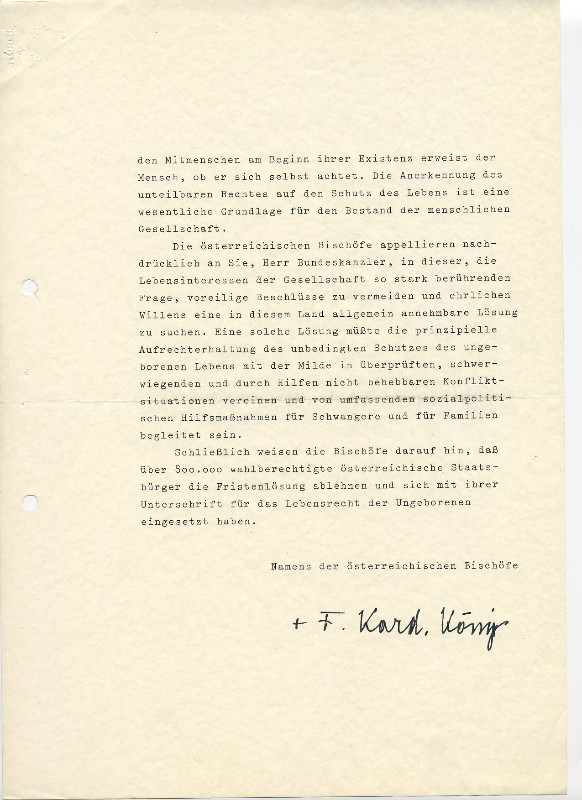 den Mitmenschen am Beginn ihrer Existenz erweist der
Mensch, ob er sich selbst achtet. Die Anerkennung des
unteilbaren Rechtes auf den Schutz des Lebens ist eine
wesentliche Grundlage für den Bestand der menschlichen
Gesellschaft.
Die österreichischen Bischöfe appellieren nach-
drücklich an Sie, Herr Bundeskanzler, in dieser, die
Lebensinteressen der Gesellschaft so stark berührenden
Frage, voreilige Beschlüsse zu vermeiden und ehrlichen
Willens eine in diesem Land allgemein annehmbare Lösung
zu suchen. Eine solche Lösung müßte die prinzipielle
Aufrechterhaltung des unbedingten Schutzes des unge-
borenen Lebens mit der Milde in überprüften, schwer-
wiegenden und durch Hilfen nicht behebbaren Konflikt-
situationen vereinen und von umfassenden sozialpoliti-
schen Hilfsmaßnahmen für Schwangere und für Familien
begleitet sein.
Schließlich weisen die Bischöfe darauf hin, daß
über 800.000 wahlberechtigte österreichische Staats-
bürger die Fristenlösung ablehnen und sich mit ihrer
Unterschrift für das Lebensrecht der Ungeborenen
eingesetzt haben.
Namens der österreichischen Bischöfe
+ F. Kard. König